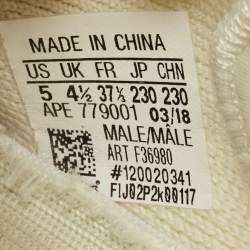 MADE IN CHINA
US UK FR JP CHN
5 4½ 37⅓ 230 230
APE 779001 03/18
MALE/MÂLE
ART F36980
#120020341
FIJ02P2K00117